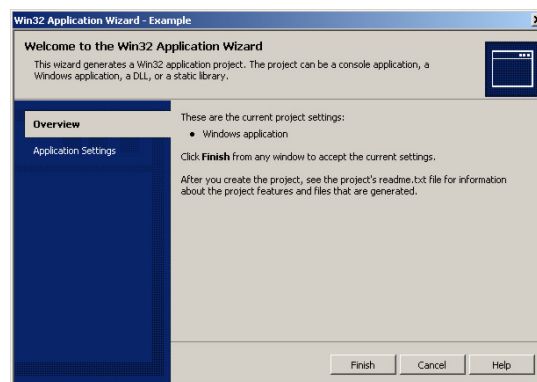 Win32 Application Wizard - Example
Welcome to the Win32 Application Wizard
This wizard generates a Win32 application project. The project can be a console application, a
Windows application, a DLL, or a static library.
Overview
Application Settings
These are the current project settings:
• Windows application
Click Finish from any window to accept the current settings.
After you create the project, see the project's readme.txt file for information
about the project features and files that are generated.
Finish
Cancel
Help